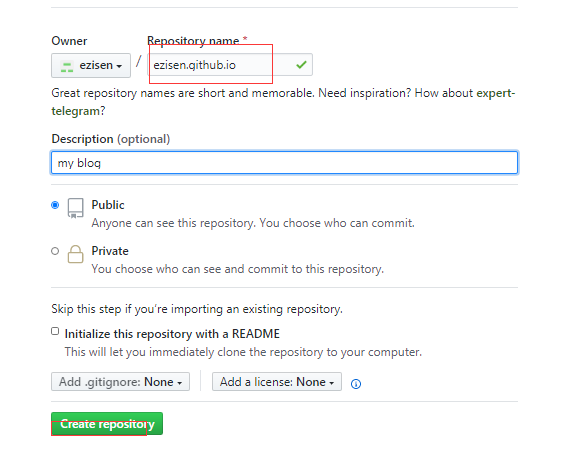 Owner Repository name *
ezisen / ezisen.github.io
Great repository names are short and memorable. Need inspiration? How about expert-
telegram?
Description (optional)
my blog
Public
Anyone can see this repository. You choose who can commit.
Private
You choose who can see and commit to this repository.
Skip this step if you’re importing an existing repository.
Initialize this repository with a README
This will let you immediately clone the repository to your computer.
Add .gitignore: None Add a license: None
Create repository